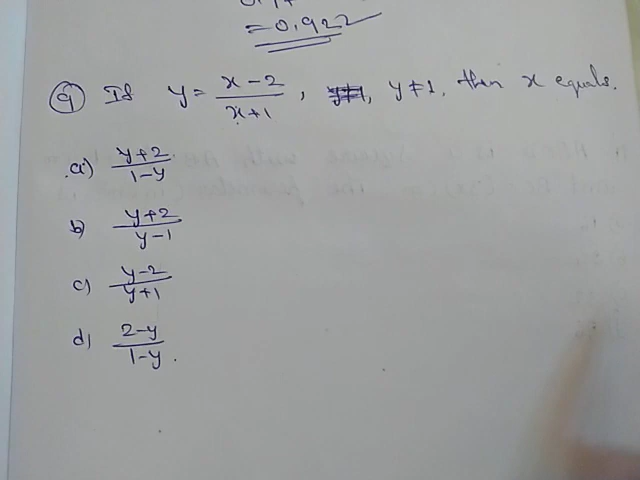 = 0.922
9 If y = x-2/x+1, y≠1, then x equals.
a) y+2/1-y
b) y+2/y-1
c) y-2/y+1
d) 2-y/1-y.